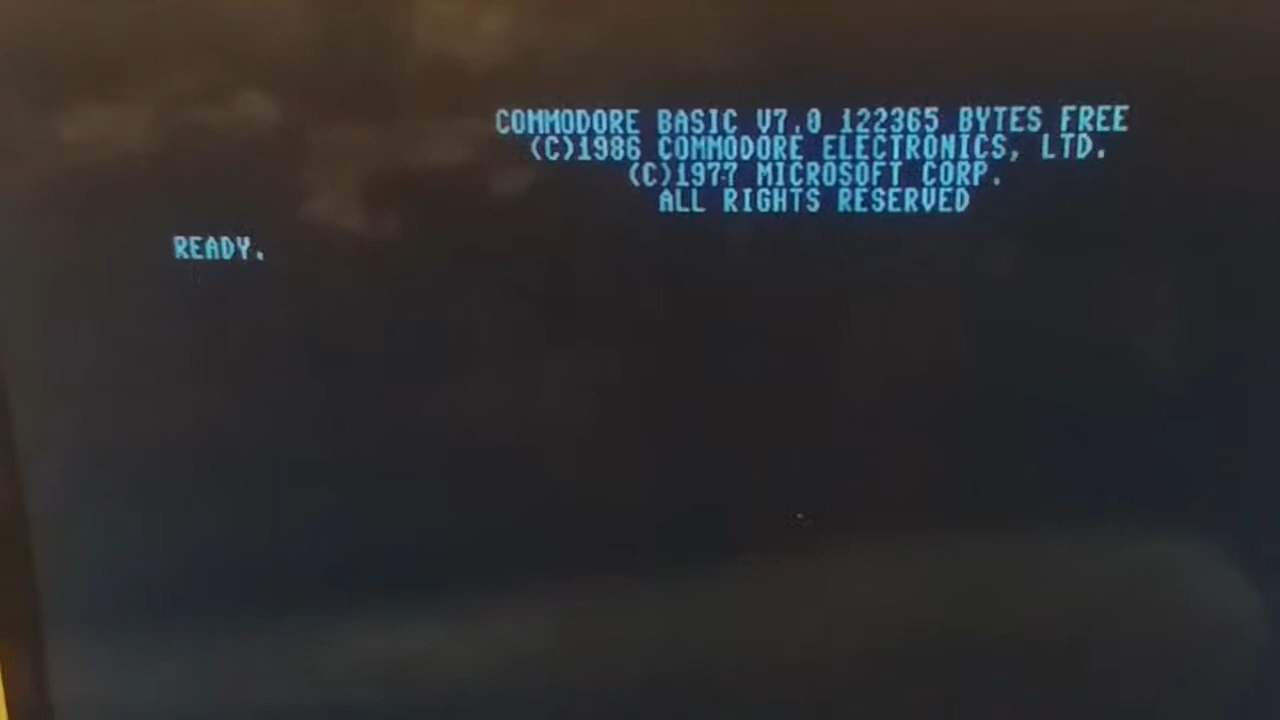 COMMODORE BASIC V7.0 122365 BYTES FREE
(C)1986 COMMODORE ELECTRONICS, LTD.
(C)1977 MICROSOFT CORP.
ALL RIGHTS RESERVED
READY.